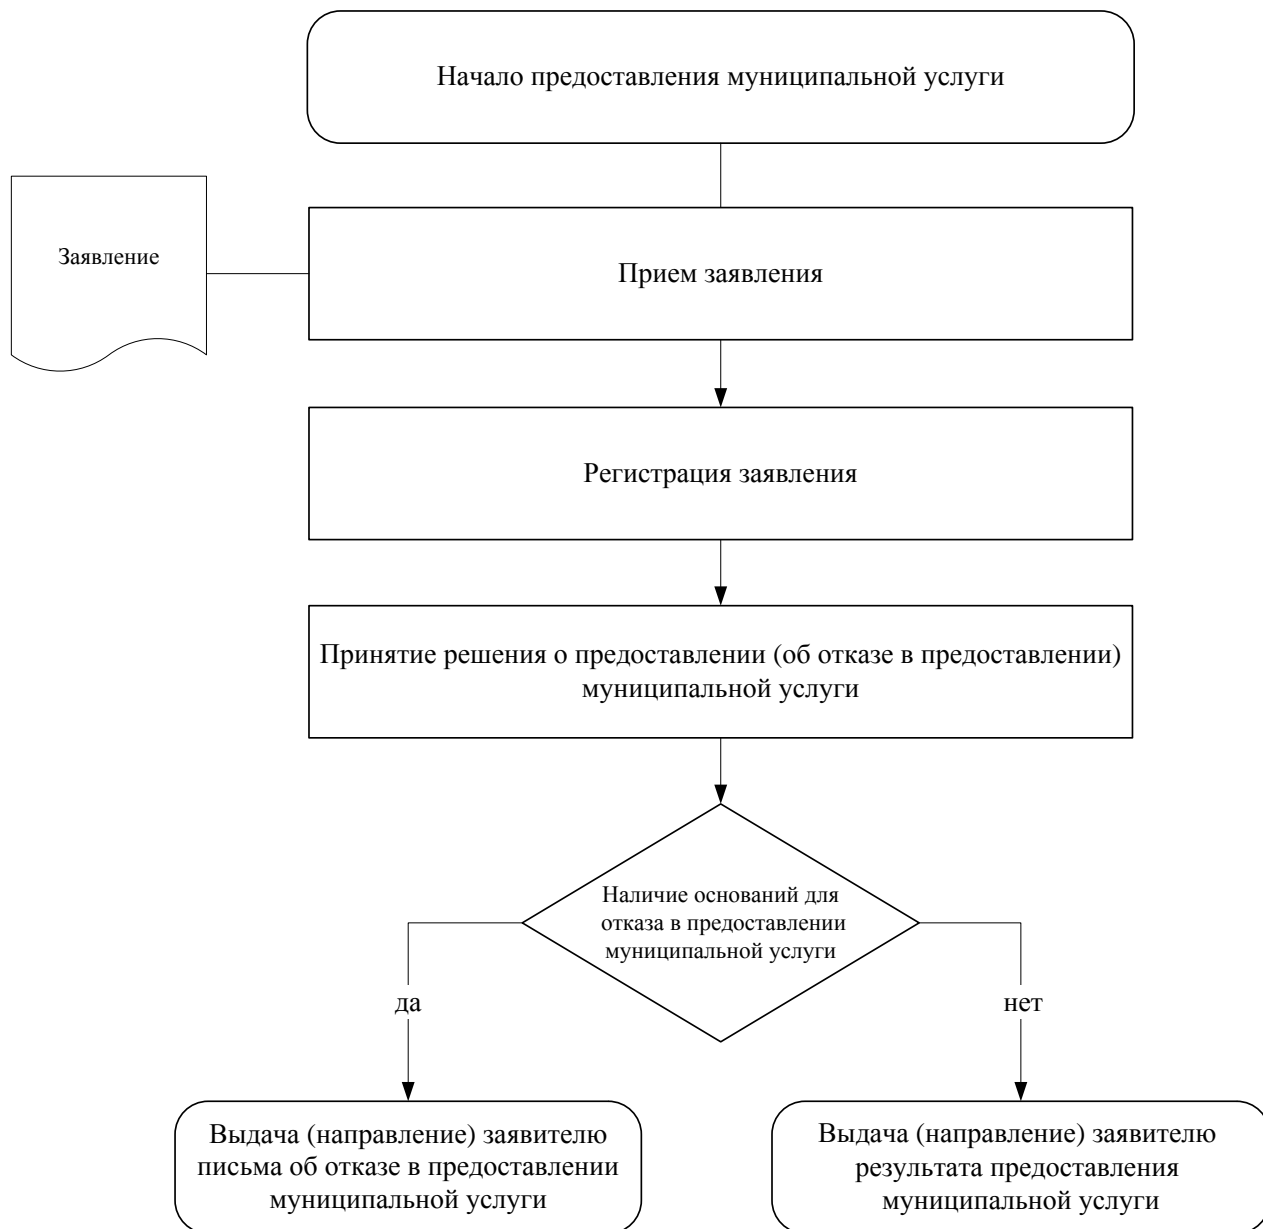 Начало предоставления муниципальной услуги
Заявление
Прием заявления
Регистрация заявления
Принятие решения о предоставлении (об отказе в предоставлении)
муниципальной услуги
Наличие оснований для
отказа в предоставлении
муниципальной услуги
да
нет
Выдача (направление) заявителю
письма об отказе в предоставлении
муниципальной услуги
Выдача (направление) заявителю
результата предоставления
муниципальной услуги